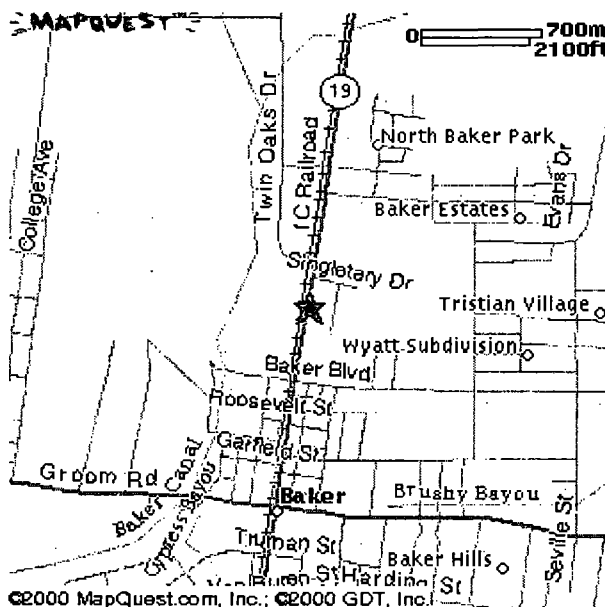 MAPQUEST™
0 700m
2100ft
19
Twin Oaks Dr
IC Railroad
College Ave
North Baker Park
Evans Dr
Baker Estates
Singletary Dr
Tristian Village
Wyatt Subdivision
Baker Blvd
Roosevelt St
Garfield St
Groom Rd
Baker Canal
Cypress Bayou
Baker
Brushy Bayou
Seville St
Truman St
Baker Hills
Harding St
©2000 MapQuest.com, Inc.; ©2000 GDT, Inc.